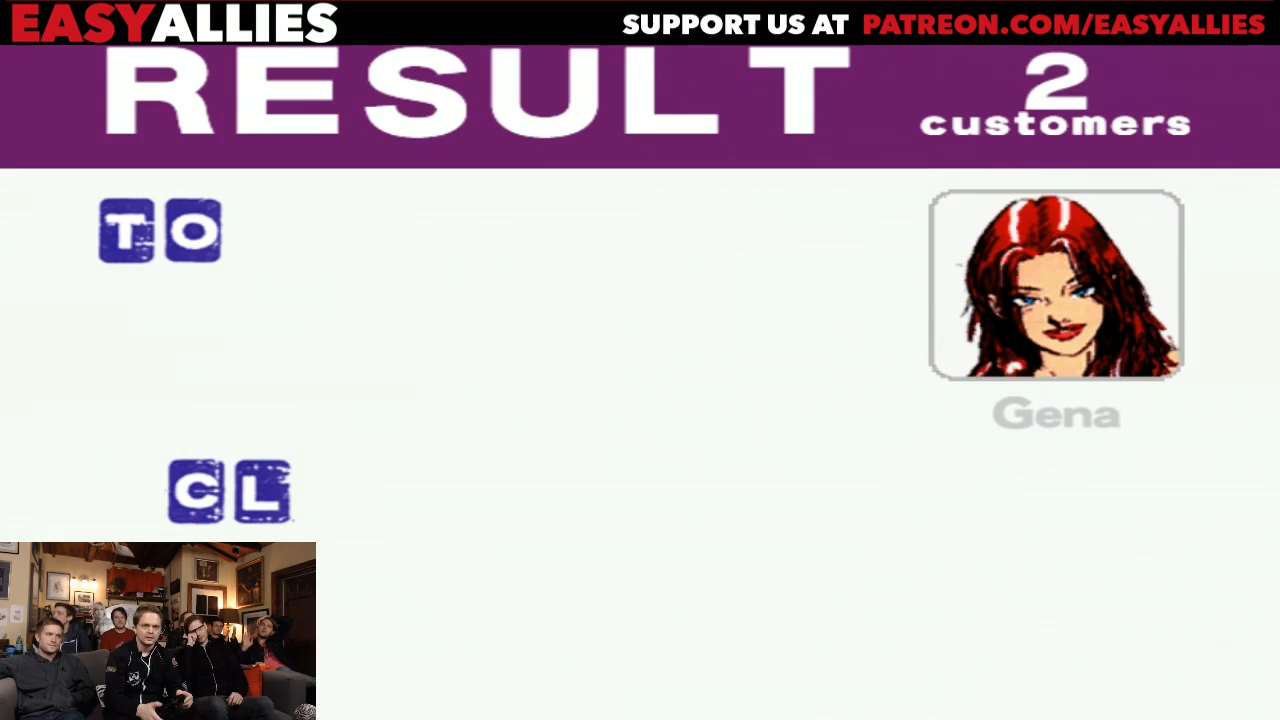 EASYALLIES
SUPPORT US AT PATREON.COM/EASYALLIES
RESULT
2
customers
TO
Gena
CL